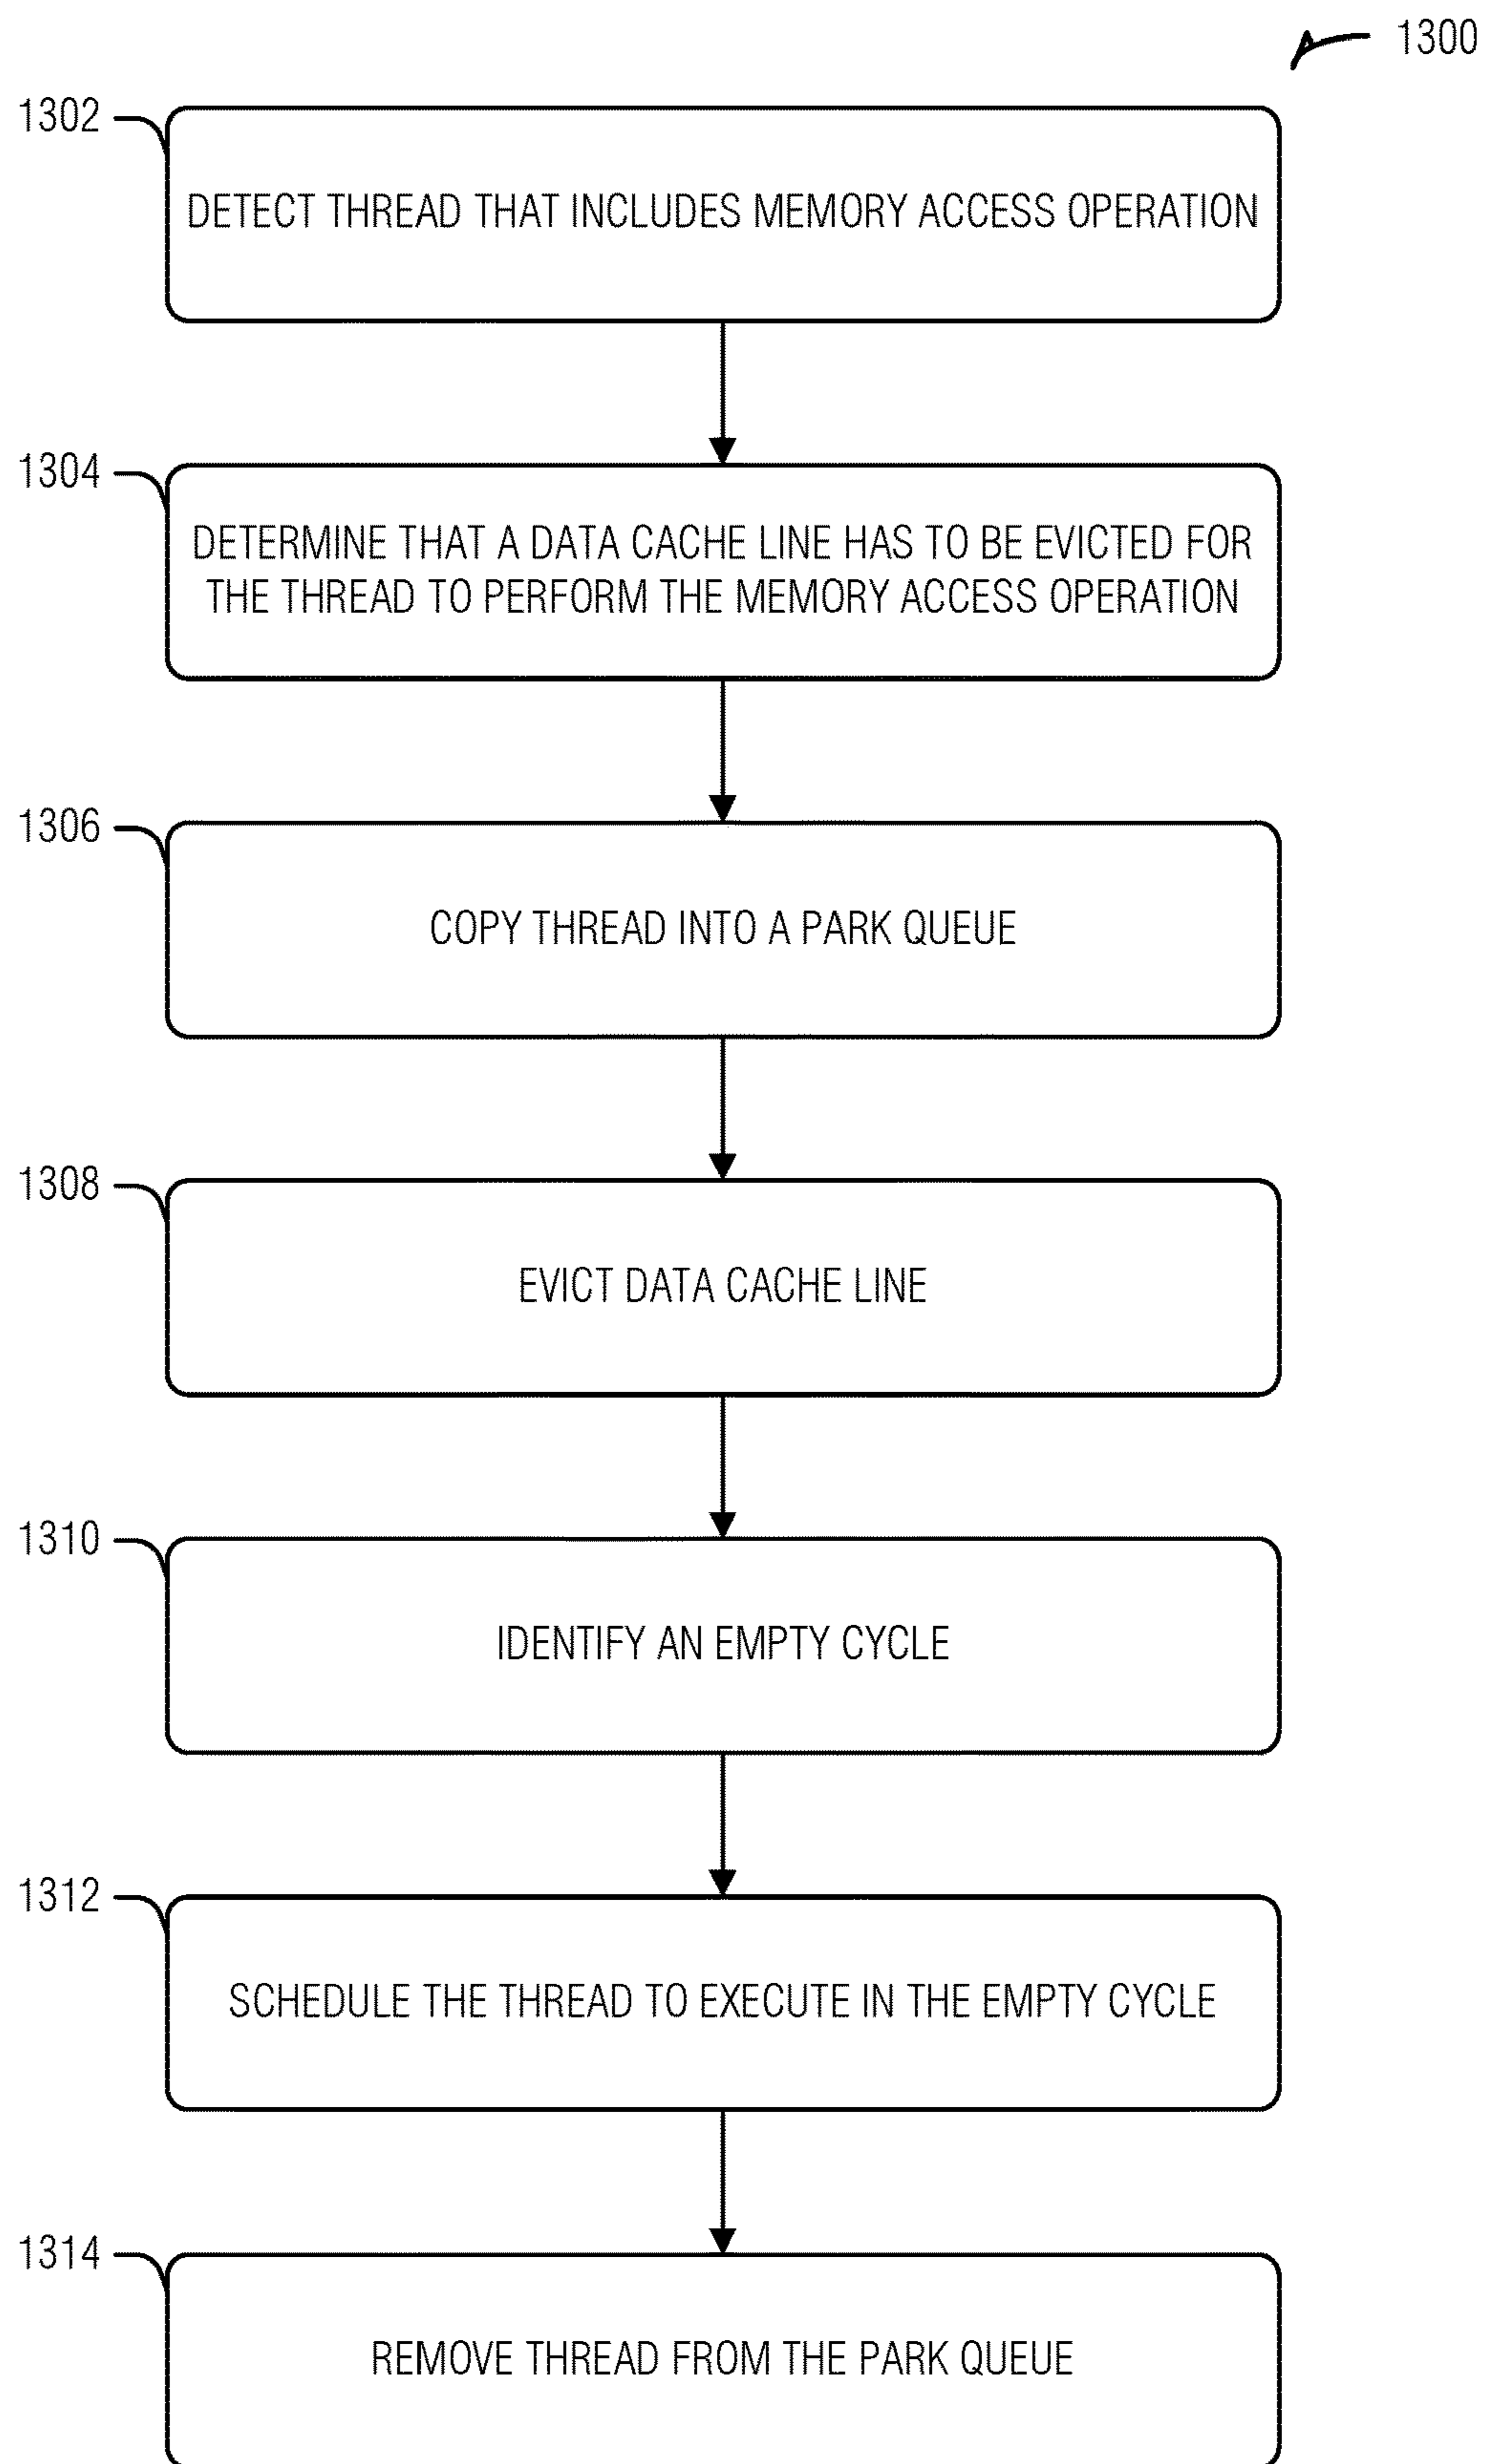 1300
1302
DETECT THREAD THAT INCLUDES MEMORY ACCESS OPERATION
1304
DETERMINE THAT A DATA CACHE LINE HAS TO BE EVICTED FOR
THE THREAD TO PERFORM THE MEMORY ACCESS OPERATION
1306
COPY THREAD INTO A PARK QUEUE
1308
EVICT DATA CACHE LINE
1310
IDENTIFY AN EMPTY CYCLE
1312
SCHEDULE THE THREAD TO EXECUTE IN THE EMPTY CYCLE
1314
REMOVE THREAD FROM THE PARK QUEUE